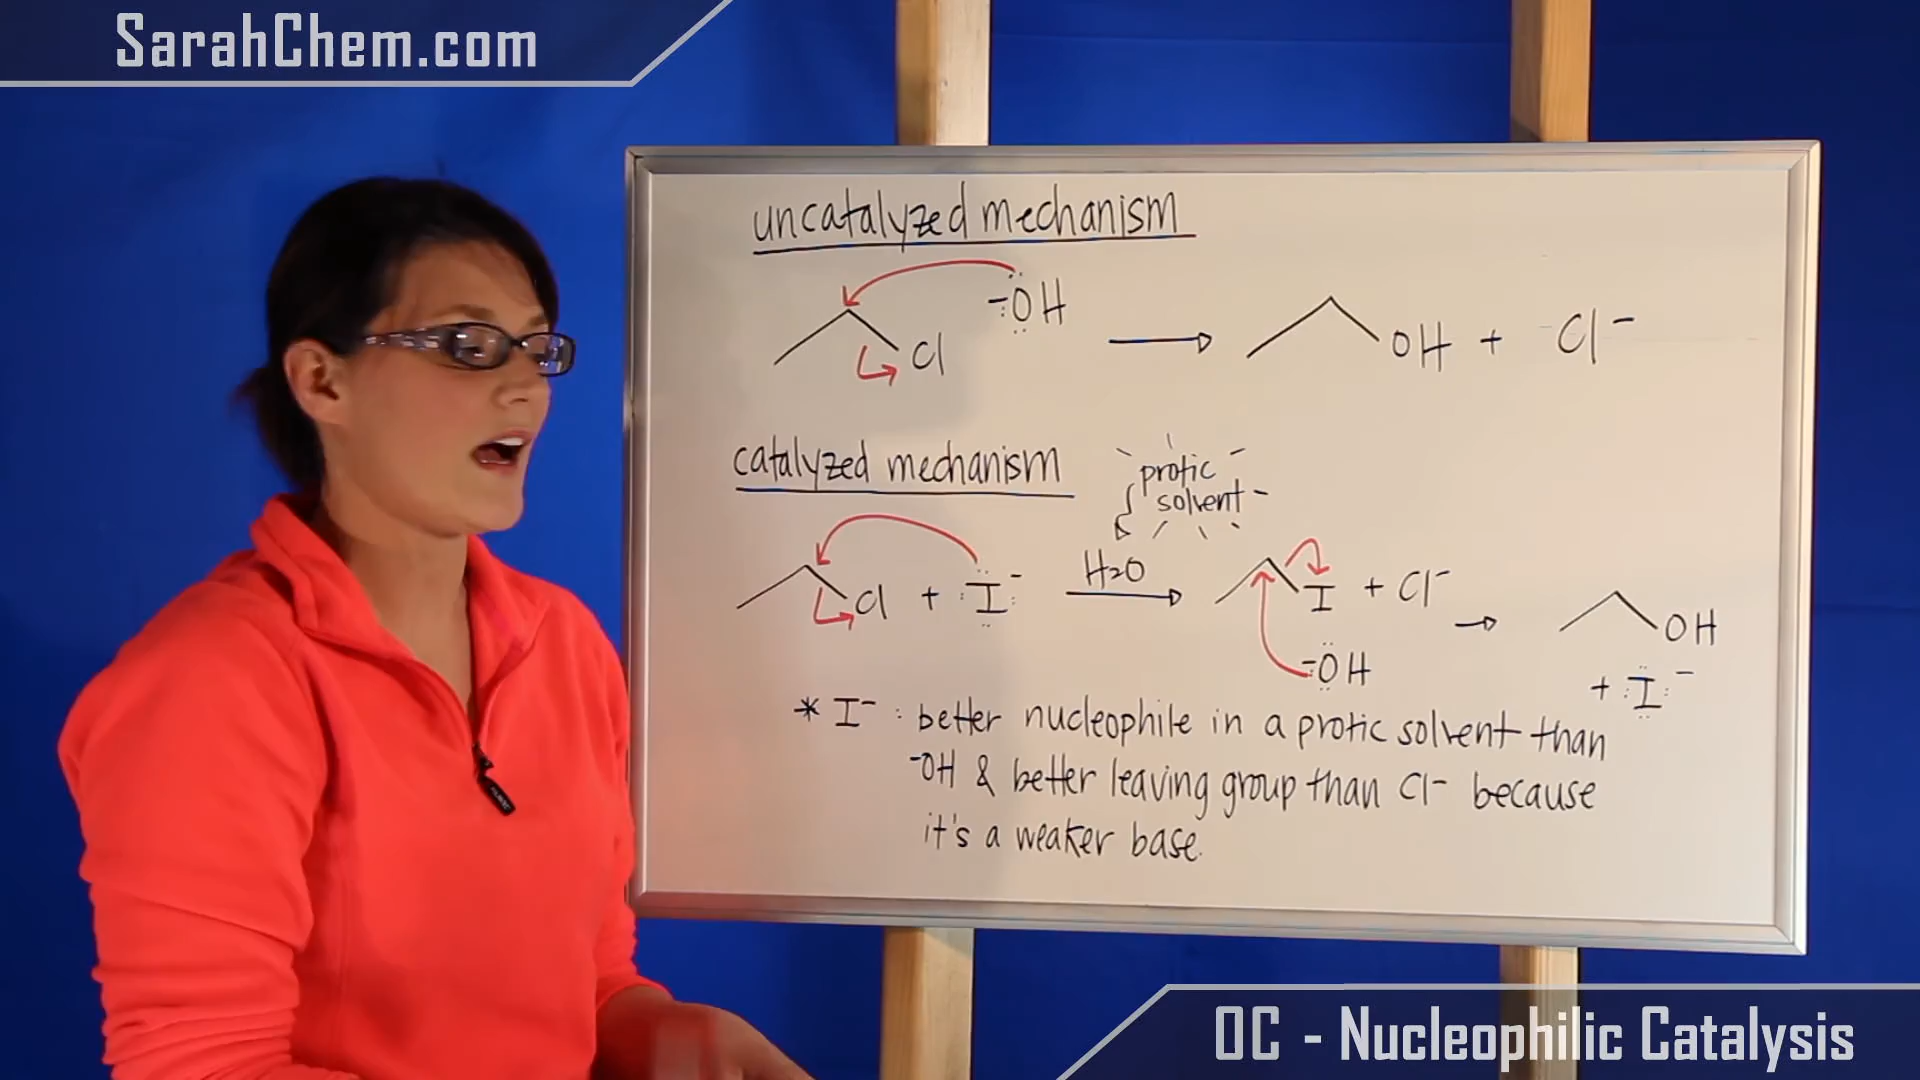 SarahChem.com
uncatalyzed mechanism
Cl
⁻OH
OH + Cl⁻
catalyzed mechanism
protic
solvent
Cl + I⁻
H₂O
I + Cl⁻
⁻OH
OH
+ I⁻
* I⁻: better nucleophile in a protic solvent than
⁻OH & better leaving group than Cl⁻ because
it's a weaker base.
OC - Nucleophilic Catalysis